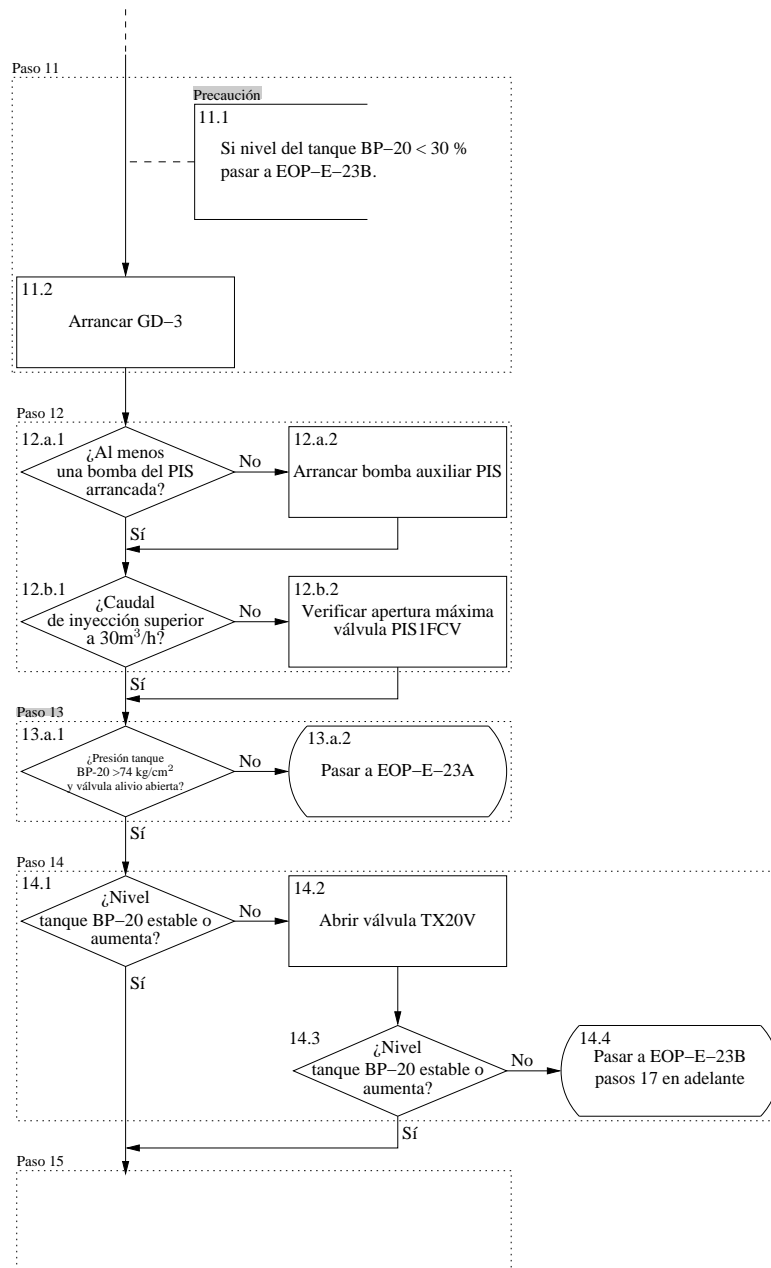 Paso 11
Precaución
11.1
Si nivel del tanque BP−20 < 30 %
pasar a EOP−E−23B.
11.2
Arrancar GD−3
Paso 12
12.a.1
¿Al menos
una bomba del PIS
arrancada?
No
12.a.2
Arrancar bomba auxiliar PIS
Sí
12.b.1
¿Caudal
de inyección superior
a 30m³/h?
No
12.b.2
Verificar apertura máxima
válvula PIS1FCV
Sí
Paso 13
13.a.1
¿Presión tanque
BP-20 >74 kg/cm²
y válvula alivio abierta?
No
13.a.2
Pasar a EOP−E−23A
Sí
Paso 14
14.1
¿Nivel
tanque BP−20 estable o
aumenta?
No
14.2
Abrir válvula TX20V
Sí
14.3
¿Nivel
tanque BP−20 estable o
aumenta?
No
14.4
Pasar a EOP−E−23B
pasos 17 en adelante
Sí
Paso 15